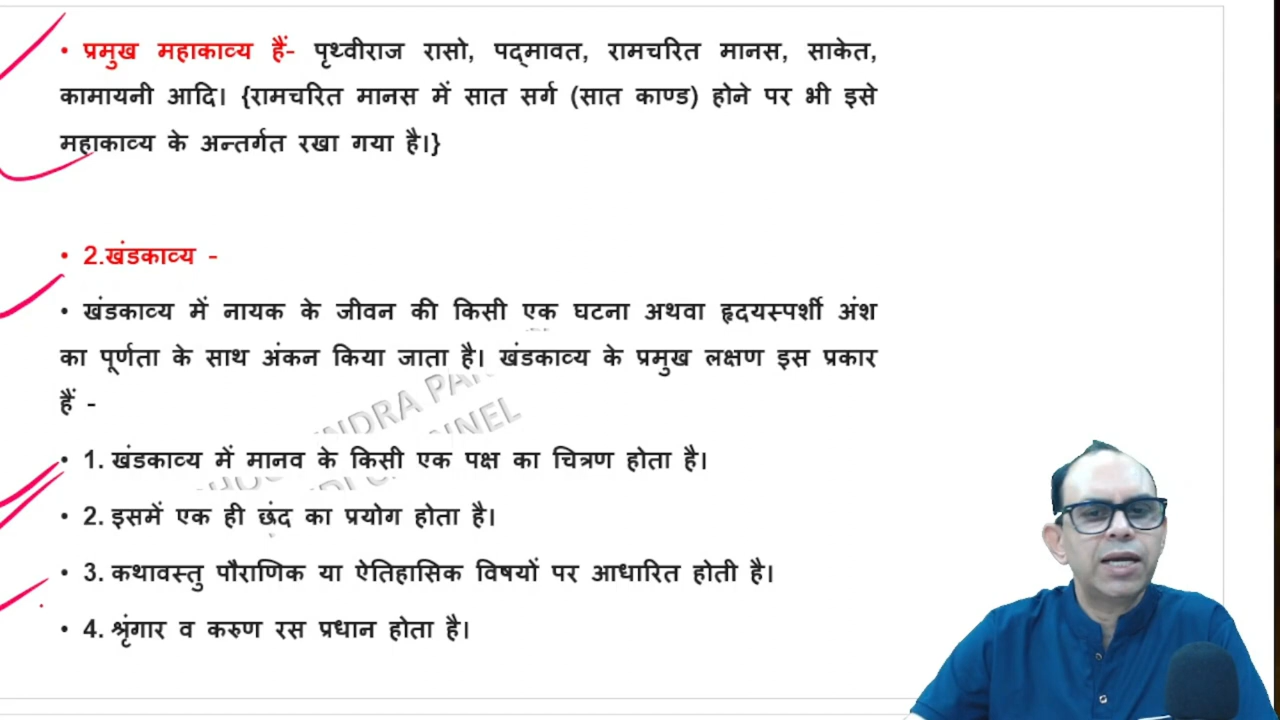 • प्रमुख महाकाव्य हैं- पृथ्वीराज रासो, पद्मावत, रामचरित मानस, साकेत,
कामायनी आदि। {रामचरित मानस में सात सर्ग (सात काण्ड) होने पर भी इसे
महाकाव्य के अन्तर्गत रखा गया है।}
• 2.खंडकाव्य -
• खंडकाव्य में नायक के जीवन की किसी एक घटना अथवा हृदयस्पर्शी अंश
का पूर्णता के साथ अंकन किया जाता है। खंडकाव्य के प्रमुख लक्षण इस प्रकार
हैं -
• 1. खंडकाव्य में मानव के किसी एक पक्ष का चित्रण होता है।
• 2. इसमें एक ही छंद का प्रयोग होता है।
• 3. कथावस्तु पौराणिक या ऐतिहासिक विषयों पर आधारित होती है।
• 4. श्रृंगार व करुण रस प्रधान होता है।